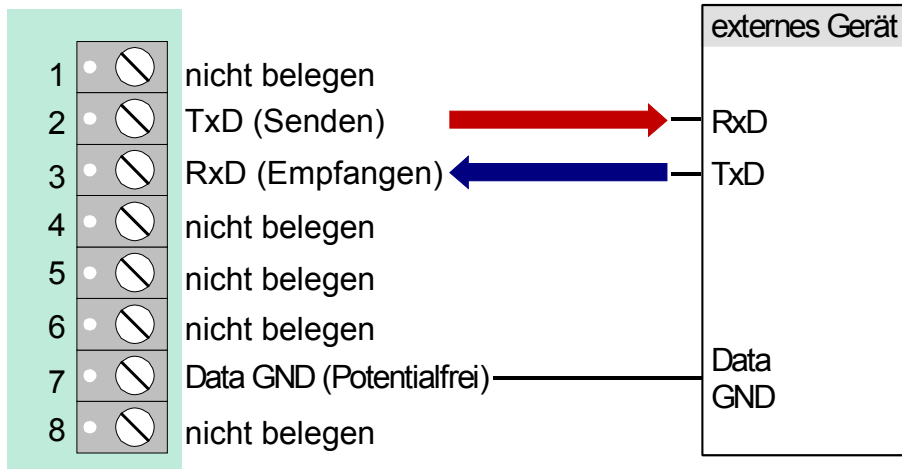 externes Gerät
1 nicht belegen
2 TxD (Senden) RxD
3 RxD (Empfangen) TxD
4 nicht belegen
5 nicht belegen
6 nicht belegen
7 Data GND (Potentialfrei) Data
GND
8 nicht belegen